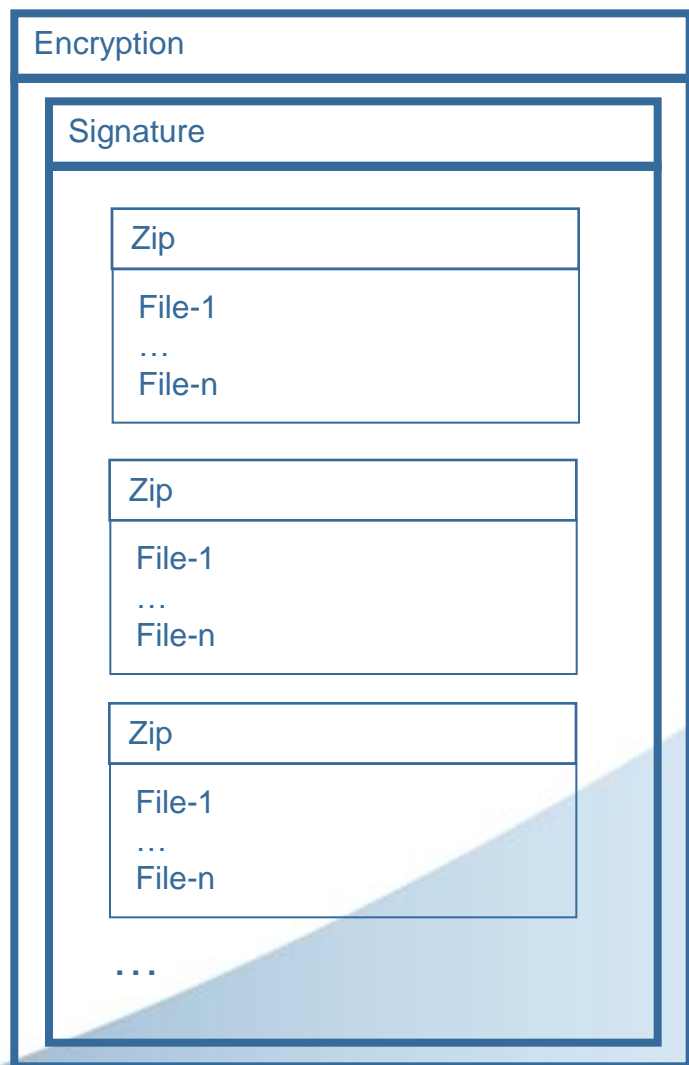 Encryption
Signature
Zip
File-1
…
File-n
Zip
File-1
…
File-n
Zip
File-1
…
File-n
…